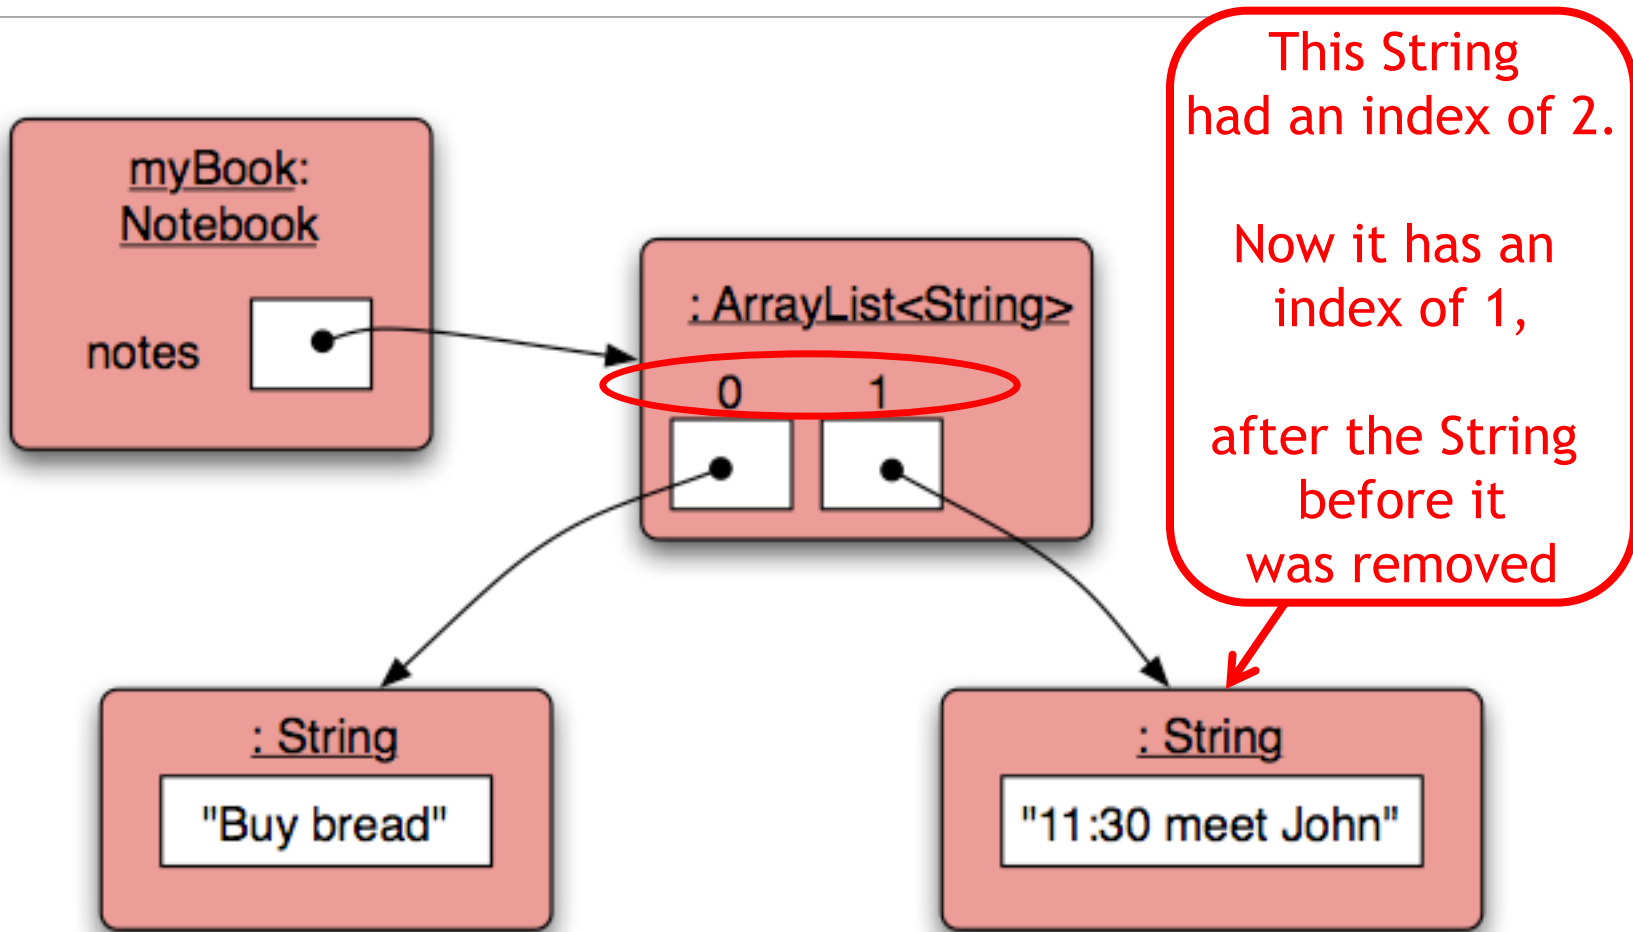 This String
had an index of 2.
Now it has an
index of 1,
after the String
before it
was removed
myBook:
Notebook
notes
: ArrayList<String>
0 1
: String
"Buy bread"
: String
"11:30 meet John"